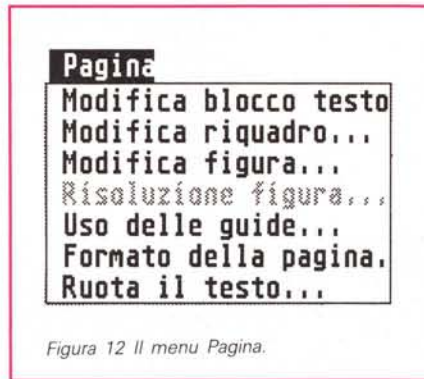 Pagina
Modifica blocco testo
Modifica riquadro...
Modifica figura...
Risoluzione figura...
Uso delle guide...
Formato della pagina.
Ruota il testo...
Figura 12 Il menu Pagina.